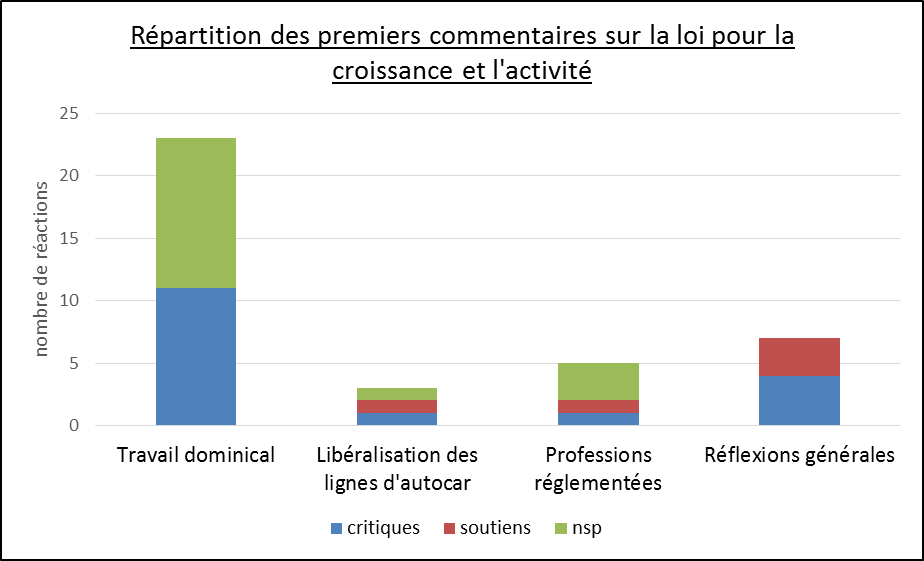 Répartition des premiers commentaires sur la loi pour la
croissance et l'activité
nombre de réactions
25
20
15
10
5
0
Travail dominical
Libéralisation des
lignes d'autocar
Professions
réglementées
Réflexions générales
critiques soutiens nsp